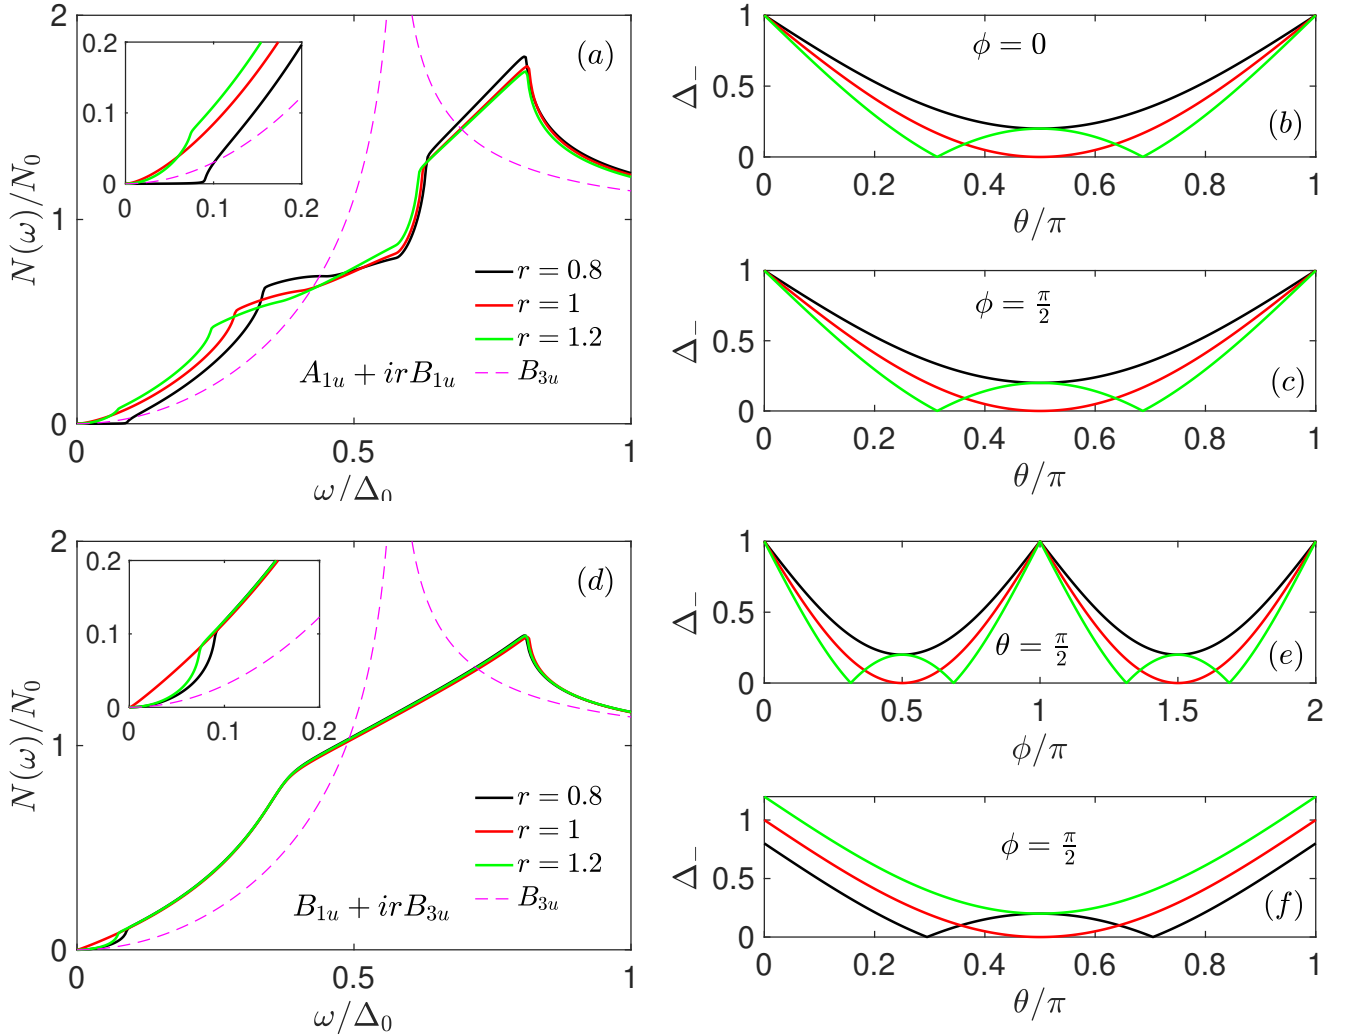 2
1
0
N(ω)/N₀
(a)
0.2
0.1
0
0
0.1
0.2
r = 0.8
r = 1
r = 1.2
A₁ᵤ + irB₁ᵤ
B₃ᵤ
0
0.5
1
ω/Δ₀
1
0.5
0
Δ₋
ϕ = 0
(b)
0
0.2
0.4
0.6
0.8
1
θ/π
1
0.5
0
Δ₋
ϕ = π/2
(c)
0
0.2
0.4
0.6
0.8
1
θ/π
2
1
0
N(ω)/N₀
(d)
0.2
0.1
0
0
0.1
0.2
r = 0.8
r = 1
r = 1.2
B₁ᵤ + irB₃ᵤ
B₃ᵤ
0
0.5
1
ω/Δ₀
1
0.5
0
Δ₋
θ = π/2
(e)
0
0.5
1
1.5
2
ϕ/π
1
0.5
0
Δ₋
ϕ = π/2
(f)
0
0.2
0.4
0.6
0.8
1
θ/π